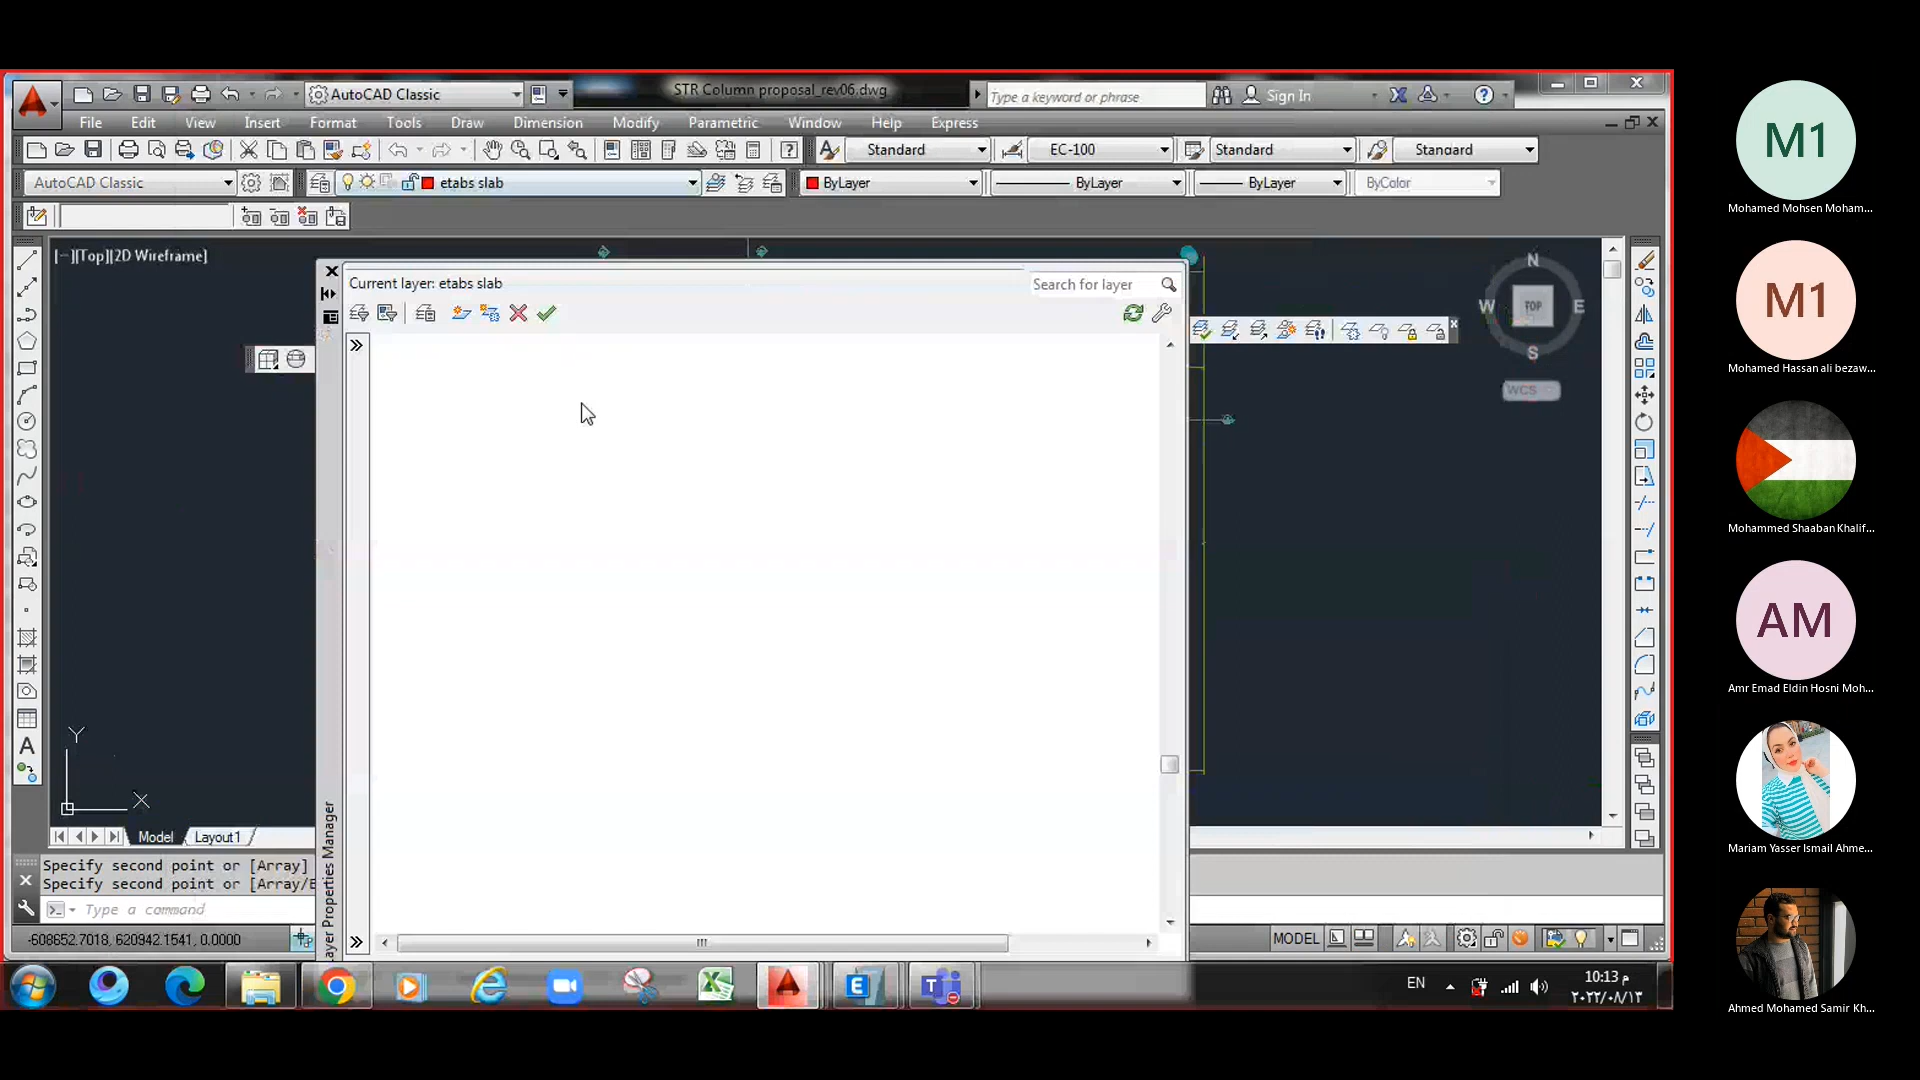 AutoCAD Classic
STR Column proposal_rev06.dwg
Type a keyword or phrase
Sign In
File Edit View Insert Format Tools Draw Dimension Modify Parametric Window Help Express
Standard EC-100 Standard Standard
AutoCAD Classic etabs slab ByLayer ByLayer ByLayer ByColor
[−][Top][2D Wireframe]
Current layer: etabs slab
Search for layer
N
W TOP E
S
WCS
Y
X
Model Layout1
Layer Properties Manager
Specify second point or [Array]
Specify second point or [Array/E
Type a command
-608652.7018, 620942.1541, 0.0000
MODEL
EN
10:13 م
٢٠٢٢/٠٨/١٣
M1
Mohamed Mohsen Moham...
M1
Mohamed Hassan ali bezaw...
Mohammed Shaaban Khalif...
AM
Amr Emad Eldin Hosni Moh...
Mariam Yasser Ismail Ahme...
Ahmed Mohamed Samir Kh...